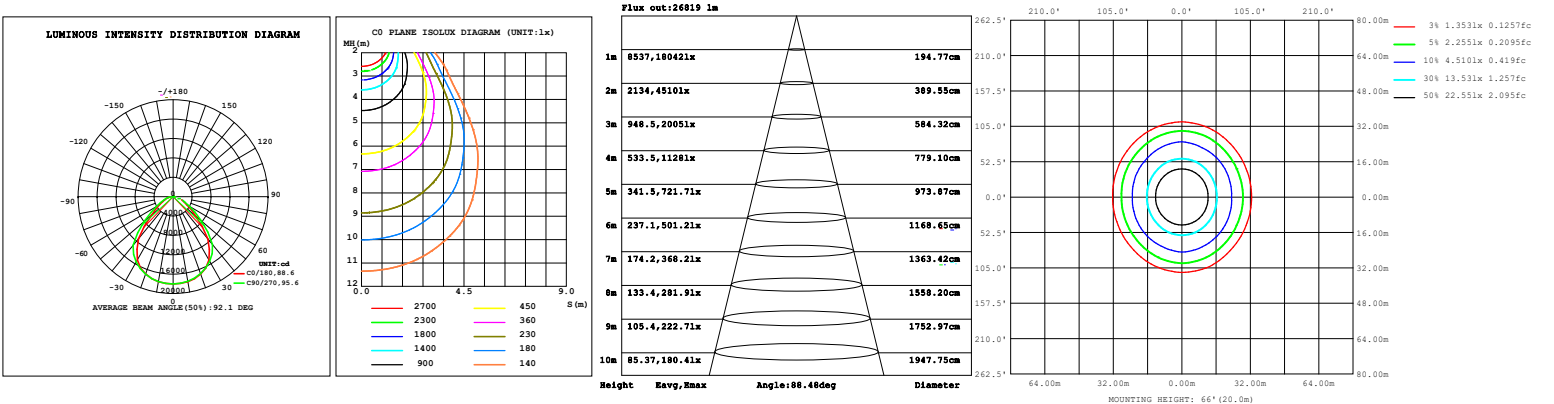 LUMINOUS INTENSITY DISTRIBUTION DIAGRAM
-/+180
-150 150
-120 120
-90 90
-60 60
-30 30
0
0
4000
8000
12000
16000
20000
UNIT:cd
C0/180,88.6
C90/270,95.6
AVERAGE BEAM ANGLE(50%):92.1 DEG
C0 PLANE ISOLUX DIAGRAM (UNIT:lx)
MH(m)
2
3
4
5
6
7
8
9
10
11
12
0.0 4.5 9.0
S(m)
2700 450
2300 360
1800 230
1400 180
900 140
Flux out:26819 lm
1m 8537,18042lx 194.77cm
2m 2134,4510lx 389.55cm
3m 948.5,2005lx 584.32cm
4m 533.5,1128lx 779.10cm
5m 341.5,721.7lx 973.87cm
6m 237.1,501.2lx 1168.65cm
7m 174.2,368.2lx 1363.42cm
8m 133.4,281.9lx 1558.20cm
9m 105.4,222.7lx 1752.97cm
10m 85.37,180.4lx 1947.75cm
Height Eavg,Emax Angle:88.48deg Diameter
210.0' 105.0' 0.0' 105.0' 210.0'
262.5' 80.00m
210.0' 64.00m
157.5' 48.00m
105.0' 32.00m
52.5' 16.00m
0.0' 0.00m
52.5' 16.00m
105.0' 32.00m
157.5' 48.00m
210.0' 64.00m
262.5' 80.00m
64.00m 32.00m 0.00m 32.00m 64.00m
MOUNTING HEIGHT: 66'(20.0m)
3% 1.353lx 0.1257fc
5% 2.255lx 0.2095fc
10% 4.510lx 0.419fc
30% 13.53lx 1.257fc
50% 22.55lx 2.095fc